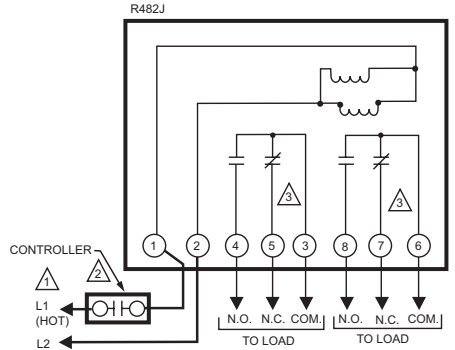 R482J
3
3
1 2 4 5 3 8 7 6
CONTROLLER
1 2
L1
(HOT)
L2
N.O. N.C. COM. N.O. N.C. COM.
TO LOAD TO LOAD